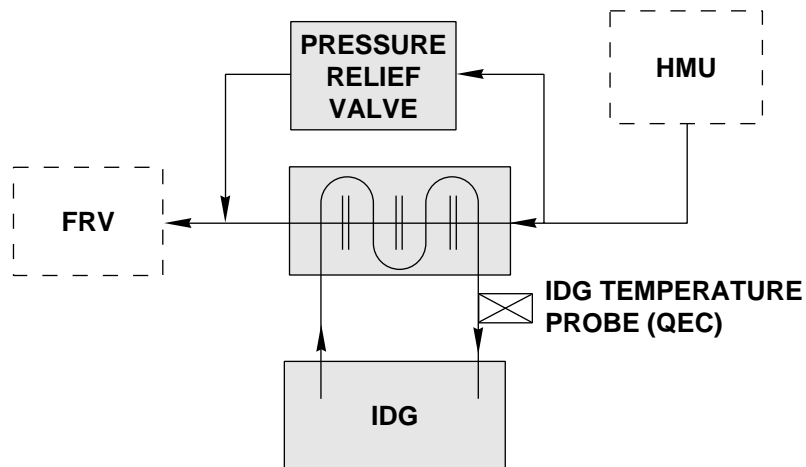 PRESSURE
RELIEF
VALVE
HMU
FRV
IDG TEMPERATURE
PROBE (QEC)
IDG